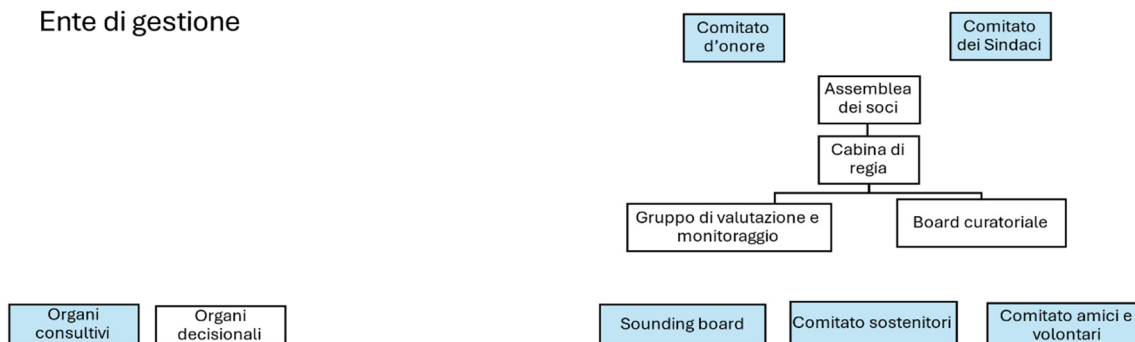 Ente di gestione
Comitato
d'onore
Comitato
dei Sindaci
Assemblea
dei soci
Cabina di
regia
Gruppo di valutazione e
monitoraggio
Board curatoriale
Organi
consultivi
Organi
decisionali
Sounding board
Comitato sostenitori
Comitato amici e
volontari